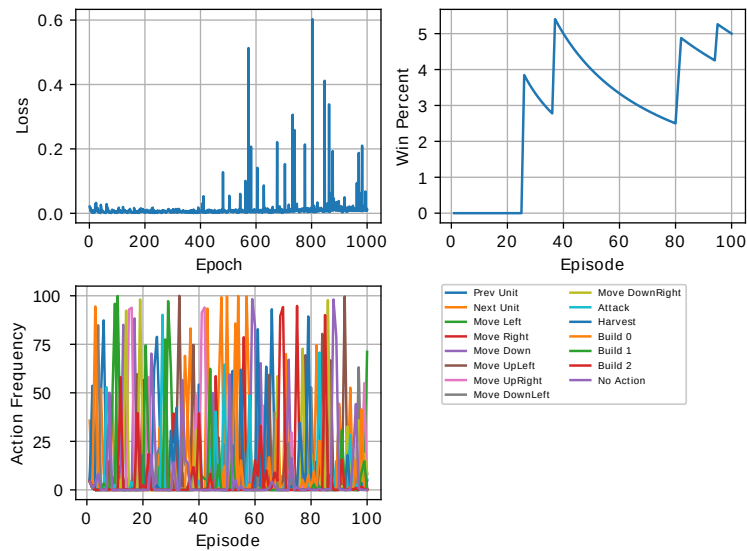 0.6
0.4
0.2
0.0
Loss
0
200
400
600
800
1000
Epoch
5
4
3
2
1
0
Win Percent
0
20
40
60
80
100
Episode
100
75
50
25
0
Action Frequency
0
20
40
60
80
100
Episode
Prev Unit
Next Unit
Move Left
Move Right
Move Down
Move UpLeft
Move UpRight
Move DownLeft
Move DownRight
Attack
Harvest
Build 0
Build 1
Build 2
No Action